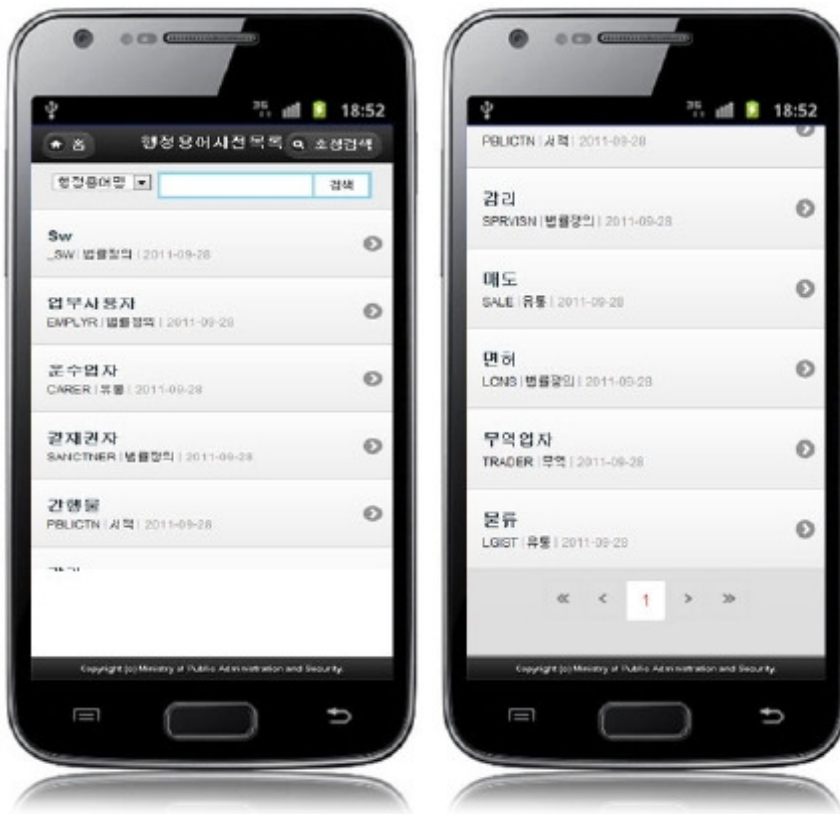 3G 18:52
홈 행정용어사전목록 초성검색
행정용어명 검색
Sw
_SW | 법률정의 | 2011-09-28
업무사용자
EMPLYR | 법률정의 | 2011-09-28
운수업자
CARER | 유통 | 2011-09-28
결재권자
SANCTNER | 법률정의 | 2011-09-28
간행물
PBLICTN | 서적 | 2011-09-28
Copyright (c) Ministry of Public Administration and Security.
3G 18:52
PBLICTN | 서적 | 2011-09-28
감리
SPRVISN | 법률정의 | 2011-09-28
매도
SALE | 유통 | 2011-09-28
면허
LCNS | 법률정의 | 2011-09-28
무역업자
TRADER | 무역 | 2011-09-28
물류
LGIST | 유통 | 2011-09-28
« < 1 > »
Copyright (c) Ministry of Public Administration and Security.